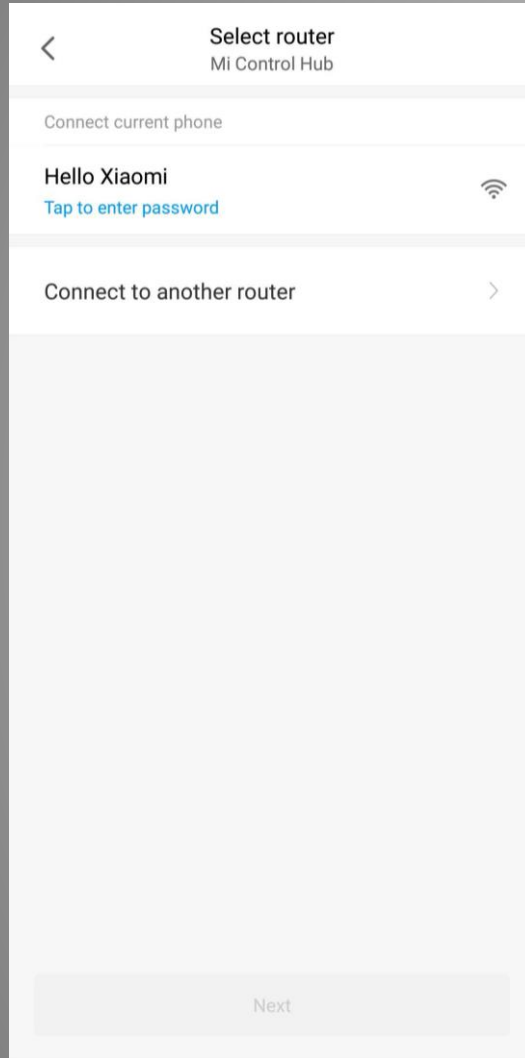 Select router
Mi Control Hub
Connect current phone
Hello Xiaomi
Tap to enter password
Connect to another router
Next